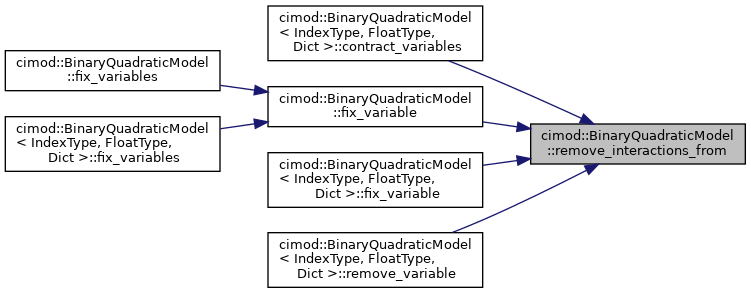 cimod::BinaryQuadraticModel
::fix_variables
cimod::BinaryQuadraticModel
< IndexType, FloatType,
Dict >::fix_variables
cimod::BinaryQuadraticModel
< IndexType, FloatType,
Dict >::contract_variables
cimod::BinaryQuadraticModel
::fix_variable
cimod::BinaryQuadraticModel
< IndexType, FloatType,
Dict >::fix_variable
cimod::BinaryQuadraticModel
< IndexType, FloatType,
Dict >::remove_variable
cimod::BinaryQuadraticModel
::remove_interactions_from